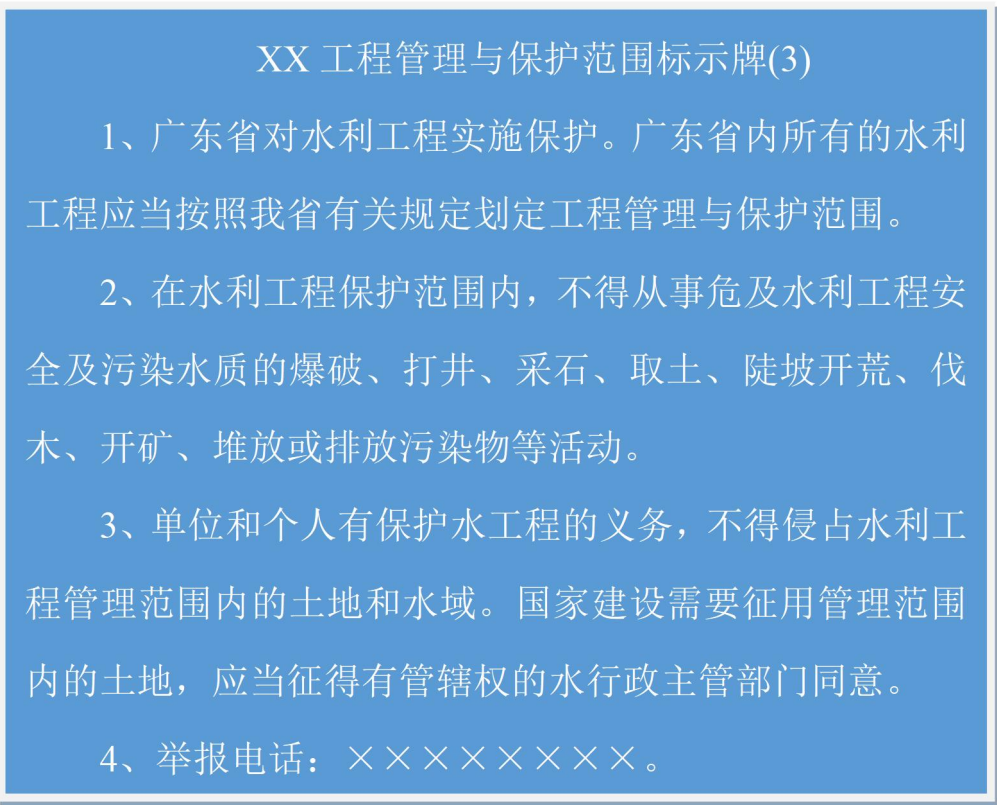 XX 工程管理与保护范围标示牌(3)
1、广东省对水利工程实施保护。广东省内所有的水利
工程应当按照我省有关规定划定工程管理与保护范围。
2、在水利工程保护范围内，不得从事危及水利工程安
全及污染水质的爆破、打井、采石、取土、陡坡开荒、伐
木、开矿、堆放或排放污染物等活动。
3、单位和个人有保护水工程的义务，不得侵占水利工
程管理范围内的土地和水域。国家建设需要征用管理范围
内的土地，应当征得有管辖权的水行政主管部门同意。
4、举报电话：××××××××。